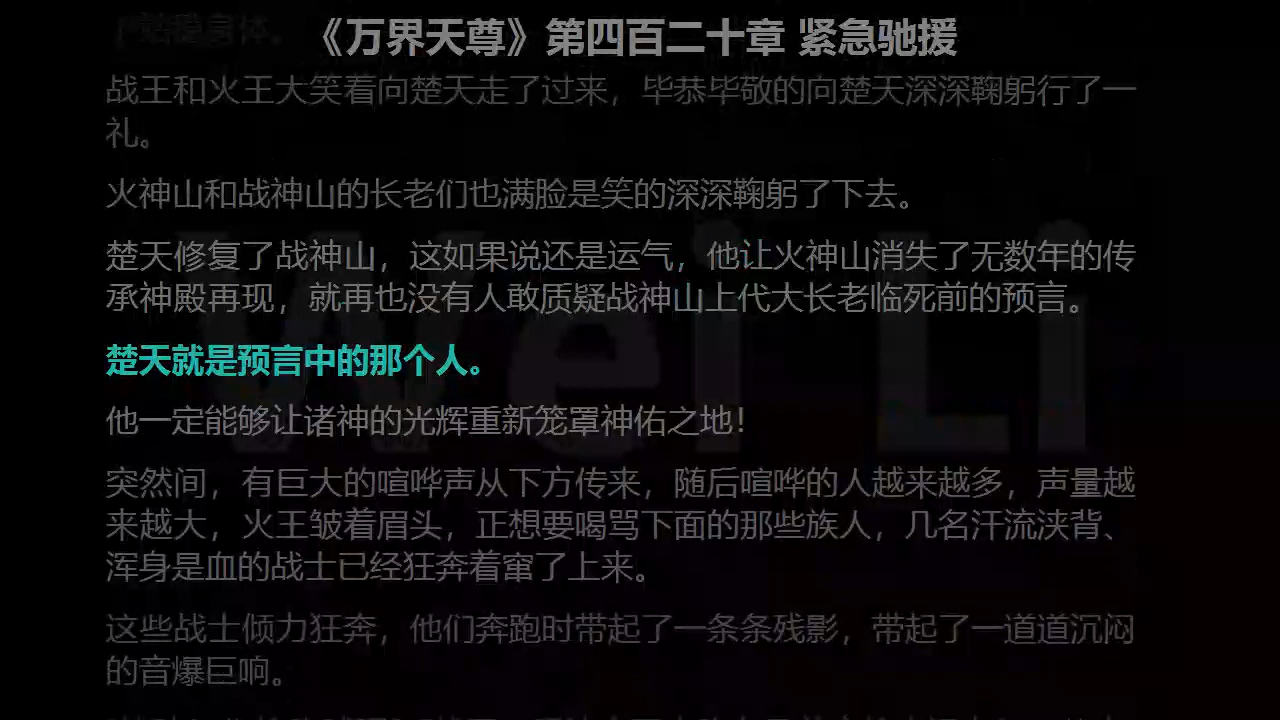 《万界天尊》第四百二十章 紧急驰援
战王和火王大笑着向楚天走了过来，毕恭毕敬的向楚天深深鞠躬行了一
礼。
火神山和战神山的长老们也满脸是笑的深深鞠躬了下去。
楚天修复了战神山，这如果说还是运气，他让火神山消失了无数年的传
承神殿再现，就再也没有人敢质疑战神山上代大长老临死前的预言。
楚天就是预言中的那个人。
他一定能够让诸神的光辉重新笼罩神佑之地！
突然间，有巨大的喧哗声从下方传来，随后喧哗的人越来越多，声量越
来越大，火王皱着眉头，正想要喝骂下面的那些族人，几名汗流浃背、
浑身是血的战士已经狂奔着窜了上来。
这些战士倾力狂奔，他们奔跑时带起了一条条残影，带起了一道道沉闷
的音爆巨响。
Wei Li